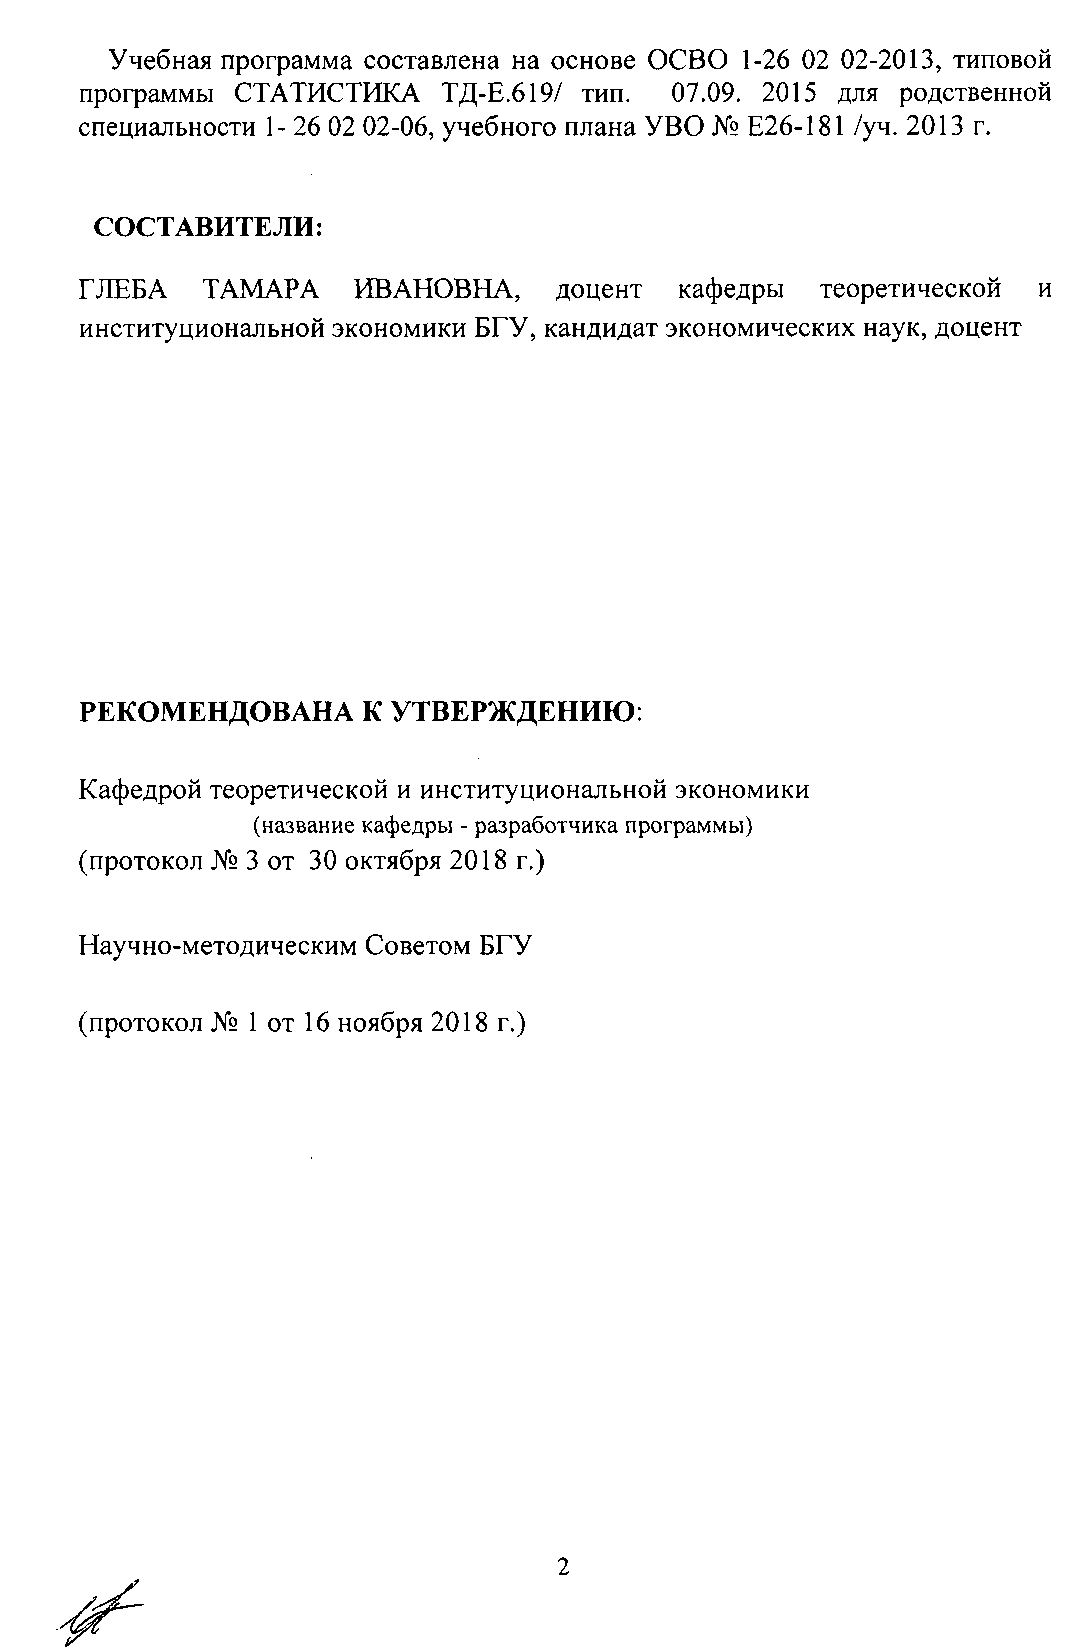 Учебная программа составлена на основе ОСВО 1-26 02 02-2013, типовой
программы СТАТИСТИКА ТД-Е.619/ тип. 07.09. 2015 для родственной
специальности 1- 26 02 02-06, учебного плана УВО № Е26-181 /уч. 2013 г.
СОСТАВИТЕЛИ:
ГЛЕБА ТАМАРА ИВАНОВНА, доцент кафедры теоретической и
институциональной экономики БГУ, кандидат экономических наук, доцент
РЕКОМЕНДОВАНА К УТВЕРЖДЕНИЮ:
Кафедрой теоретической и институциональной экономики
(название кафедры - разработчика программы)
(протокол № 3 от 30 октября 2018 г.)
Научно-методическим Советом БГУ
(протокол № 1 от 16 ноября 2018 г.)
2